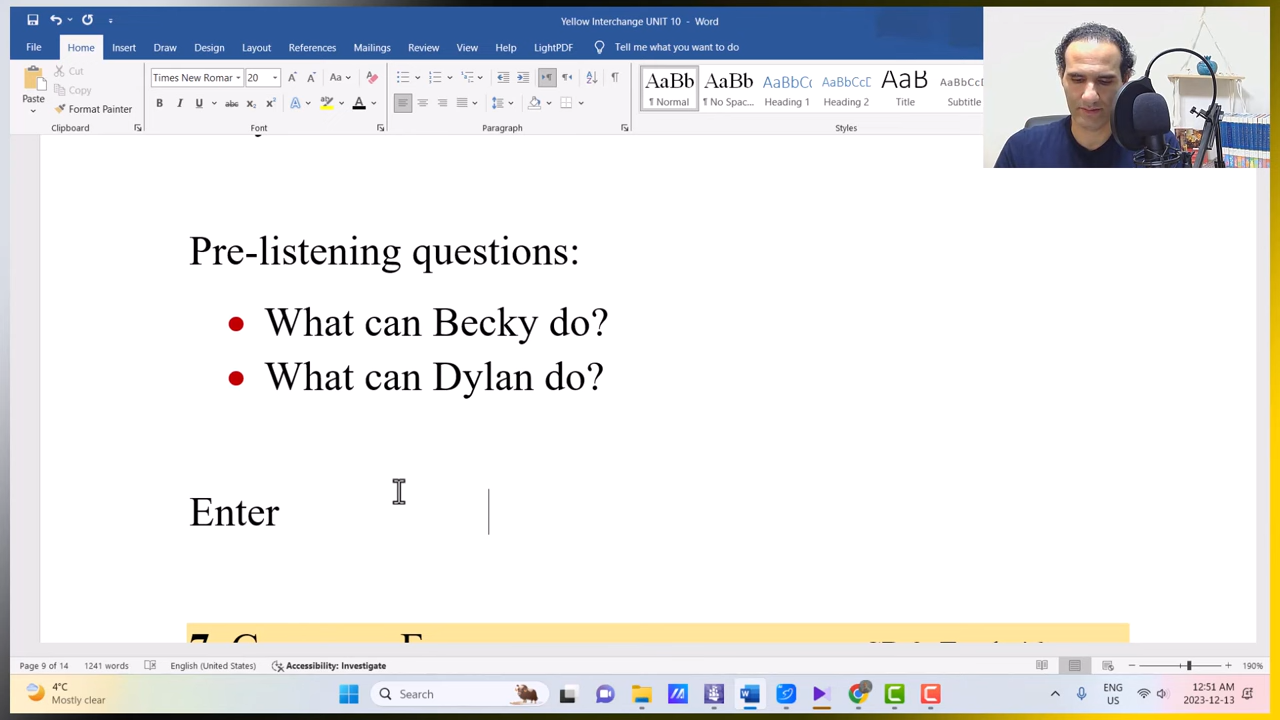 Yellow Interchange UNIT 10 - Word
File Home Insert Draw Design Layout References Mailings Review View Help LightPDF Tell me what you want to do
Cut
Copy
Paste
Format Painter
Clipboard
Times New Romar 20
Font
Paragraph
AaBb AaBb AaBbC AaBbC AaB AaBbC
¶ Normal ¶ No Spac... Heading 1 Heading 2 Title Subtitle
Styles
Pre-listening questions:
What can Becky do?
What can Dylan do?
Enter
Page 9 of 14 1241 words English (United States) Accessibility: Investigate 190%
4°C
Mostly clear
Search
ENG
US
12:51 AM
2023-12-13